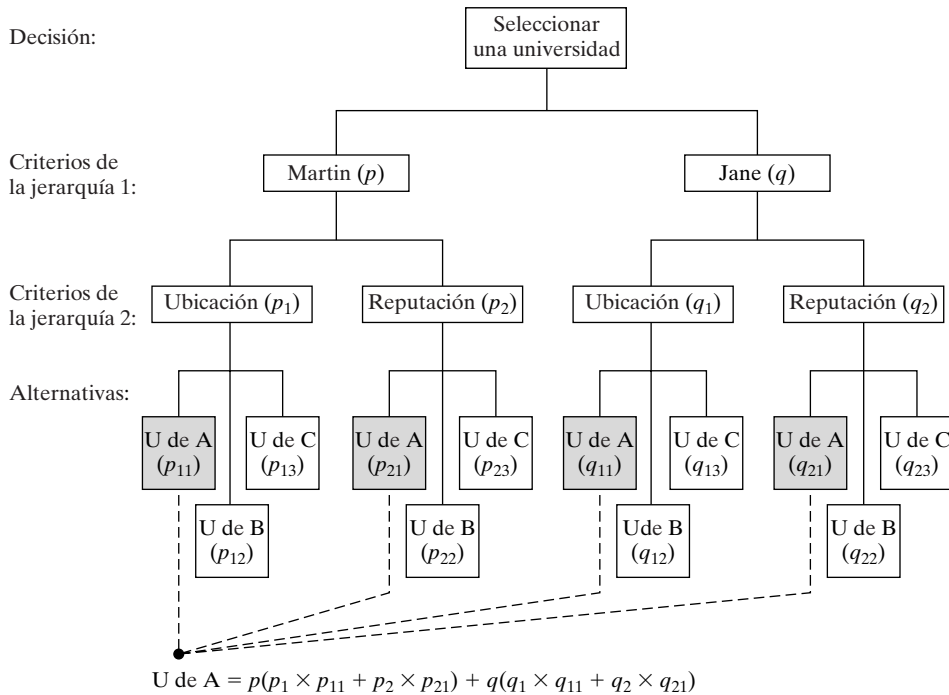 Decisión:
Seleccionar
una universidad
Criterios de
la jerarquía 1:
Martin (p)
Jane (q)
Criterios de
la jerarquía 2:
Ubicación (p₁)
Reputación (p₂)
Ubicación (q₁)
Reputación (q₂)
Alternativas:
U de A
(p₁₁)
U de C
(p₁₃)
U de A
(p₂₁)
U de C
(p₂₃)
U de A
(q₁₁)
U de C
(q₁₃)
U de A
(q₂₁)
U de C
(q₂₃)
U de B
(p₁₂)
U de B
(p₂₂)
Ude B
(q₁₂)
U de B
(q₂₂)
U de A = p(p₁ × p₁₁ + p₂ × p₂₁) + q(q₁ × q₁₁ + q₂ × q₂₁)